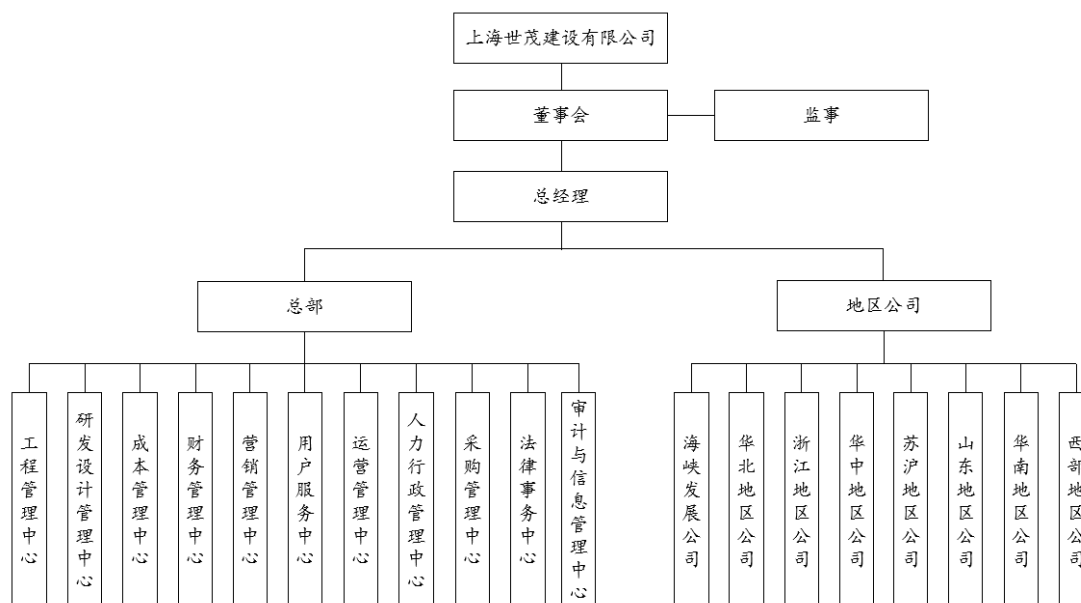 上海世茂建设有限公司
董事会
监事
总经理
总部
地区公司
工程管理中心
研发设计管理中心
成本管理中心
财务管理中心
营销管理中心
用户服务中心
运营管理中心
人力行政管理中心
采购管理中心
法律事务中心
审计与信息管理中心
海峡发展公司
华北地区公司
浙江地区公司
华中地区公司
苏沪地区公司
山东地区公司
华南地区公司
西部地区公司